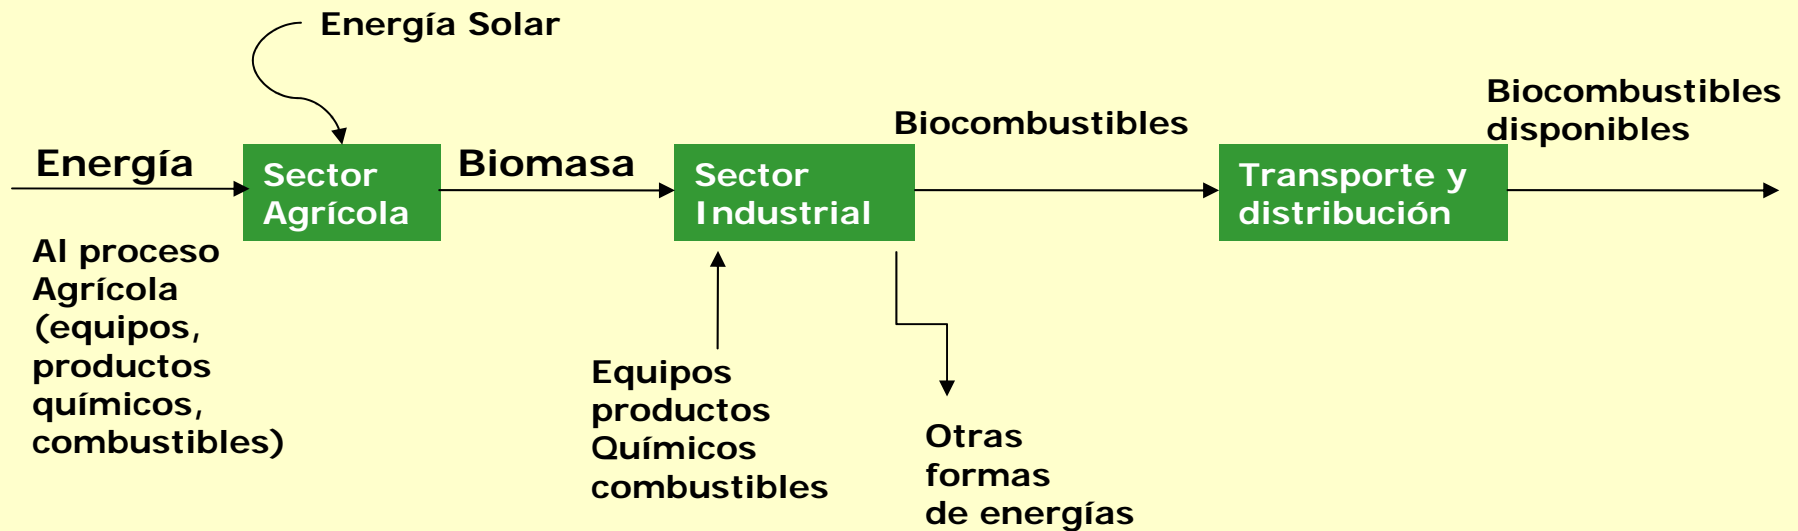 Energía Solar
Energía
Al proceso
Agrícola
(equipos,
productos
químicos,
combustibles)
Sector
Agrícola
Biomasa
Sector
Industrial
Equipos
productos
Químicos
combustibles
Otras
formas
de energías
Biocombustibles
Transporte y
distribución
Biocombustibles
disponibles